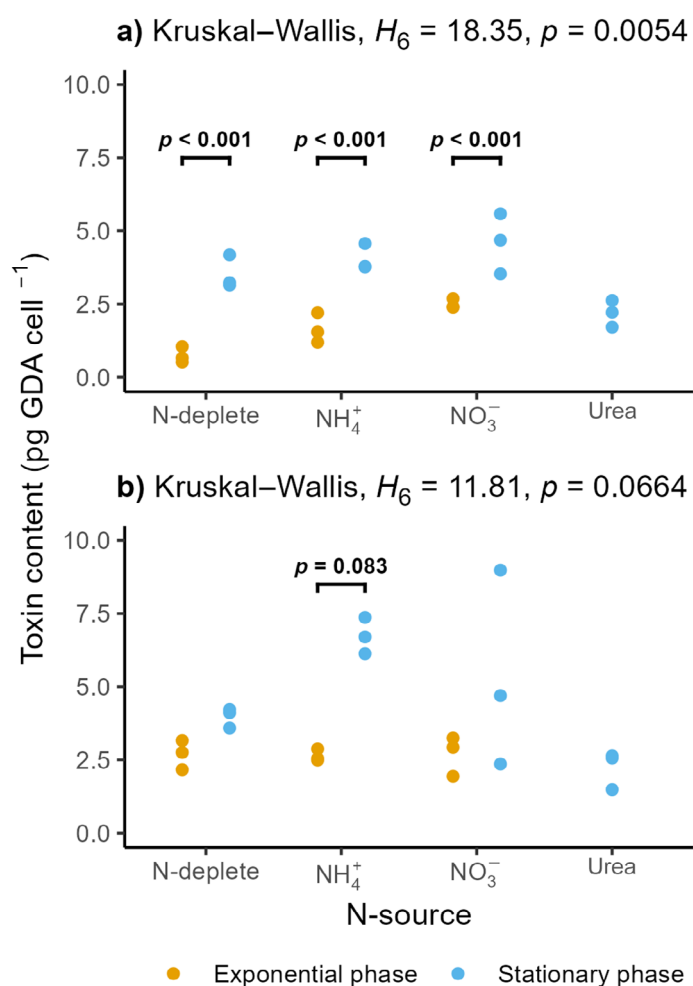 a) Kruskal–Wallis, H₆ = 18.35, p = 0.0054
10.0
p < 0.001 p < 0.001 p < 0.001
7.5
5.0
2.5
0.0
N-deplete NH₄⁺ NO₃⁻ Urea
Toxin content (pg GDA cell ⁻¹)
b) Kruskal–Wallis, H₆ = 11.81, p = 0.0664
10.0
p = 0.083
7.5
5.0
2.5
0.0
N-deplete NH₄⁺ NO₃⁻ Urea
N-source
Exponential phase Stationary phase